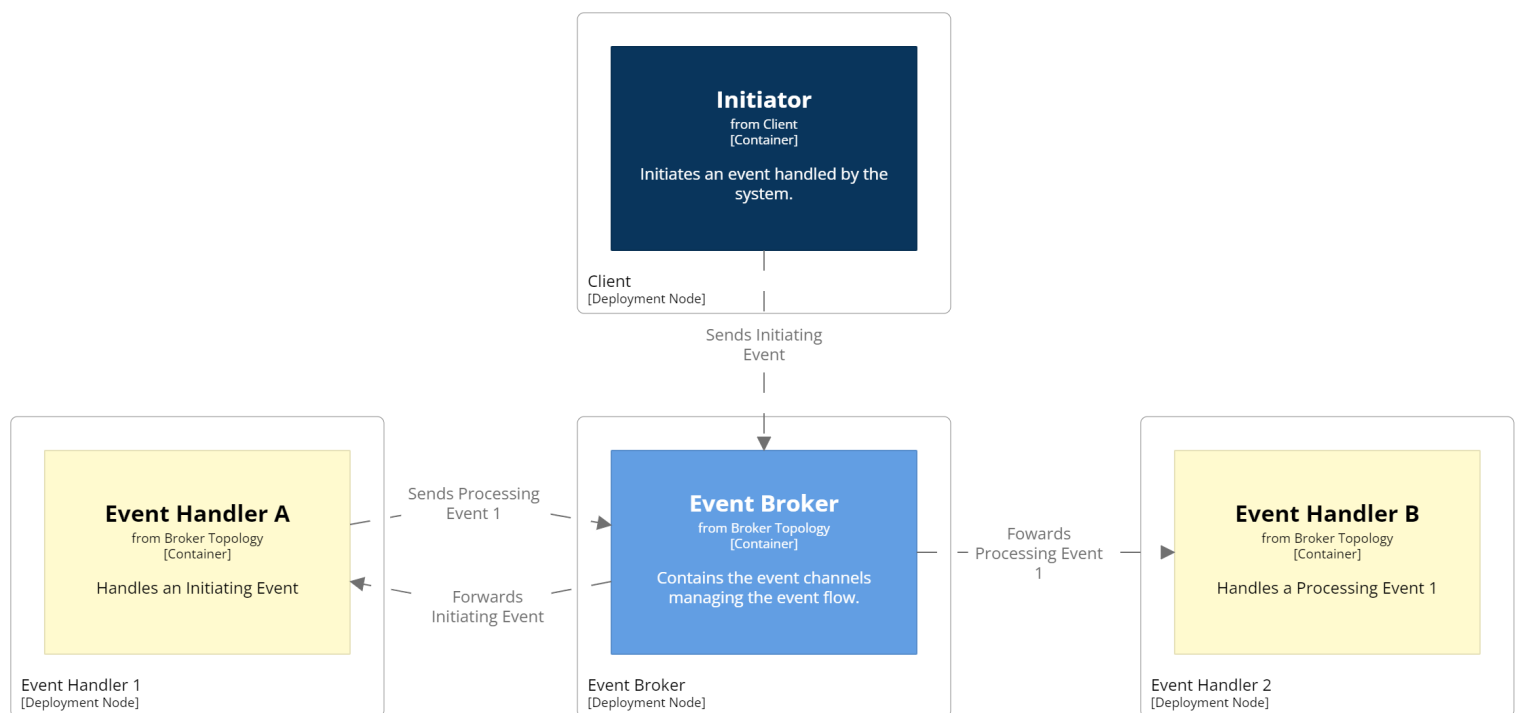 Initiator
from Client
[Container]
Initiates an event handled by the
system.
Client
[Deployment Node]
Sends Initiating
Event
Event Handler A
from Broker Topology
[Container]
Handles an Initiating Event
Event Handler 1
[Deployment Node]
Sends Processing
Event 1
Forwards
Initiating Event
Event Broker
from Broker Topology
[Container]
Contains the event channels
managing the event flow.
Event Broker
[Deployment Node]
Fowards
Processing Event
1
Event Handler B
from Broker Topology
[Container]
Handles a Processing Event 1
Event Handler 2
[Deployment Node]